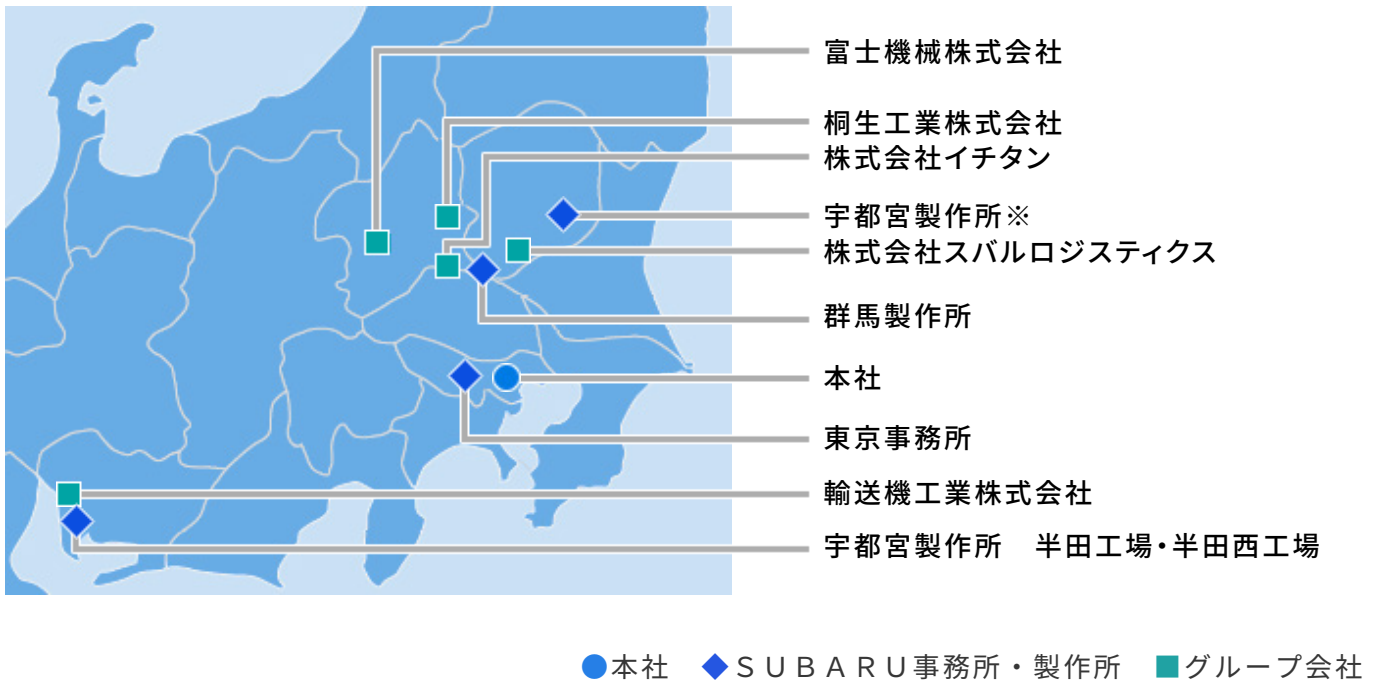 富士機械株式会社
桐生工業株式会社
株式会社イチタン
宇都宮製作所※
株式会社スバルロジスティクス
群馬製作所
本社
東京事務所
輸送機工業株式会社
宇都宮製作所　半田工場・半田西工場
●本社　◆ＳＵＢＡＲＵ事務所・製作所　■グループ会社